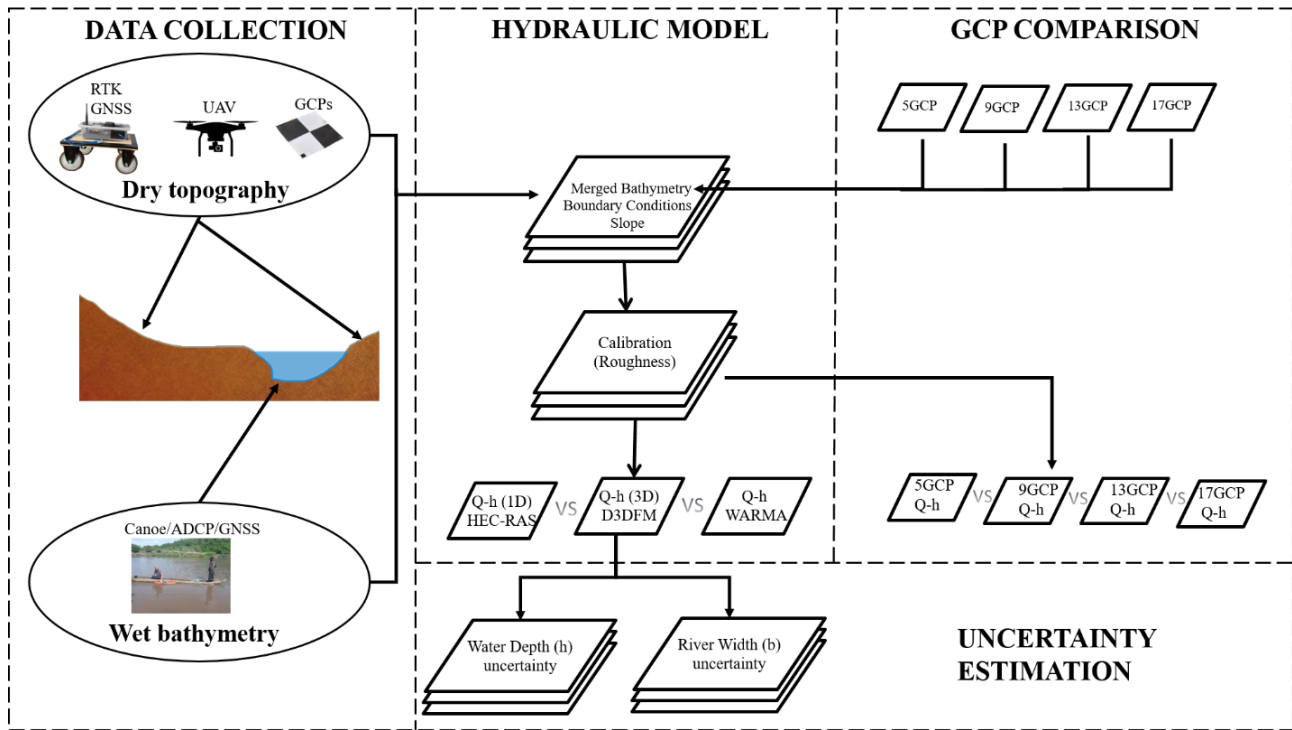 DATA COLLECTION
RTK
GNSS
UAV
GCPs
Dry topography
Canoe/ADCP/GNSS
Wet bathymetry
HYDRAULIC MODEL
Merged Bathymetry
Boundary Conditions
Slope
Calibration
(Roughness)
Q-h (1D)
HEC-RAS
VS
Q-h (3D)
D3DFM
VS
Q-h
WARMA
GCP COMPARISON
5GCP
9GCP
13GCP
17GCP
5GCP
Q-h
VS
9GCP
Q-h
VS
13GCP
Q-h
VS
17GCP
Q-h
Water Depth (h)
uncertainty
River Width (b)
uncertainty
UNCERTAINTY
ESTIMATION